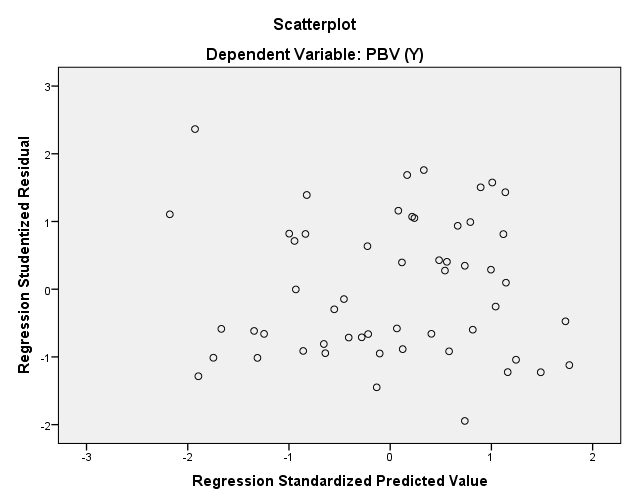 Scatterplot
Dependent Variable: PBV (Y)
Regression Studentized Residual
3
2
1
0
-1
-2
-3 -2 -1 0 1 2
Regression Standardized Predicted Value